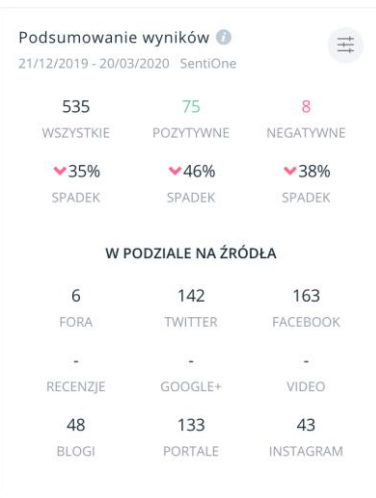 Podsumowanie wyników i
21/12/2019 - 20/03/2020 SentiOne
535 75 8
WSZYSTKIE POZYTYWNE NEGATYWNE
35% 46% 38%
SPADEK SPADEK SPADEK
W PODZIALE NA ŹRÓDŁA
6 142 163
FORA TWITTER FACEBOOK
- - -
RECENZJE GOOGLE+ VIDEO
48 133 43
BLOGI PORTALE INSTAGRAM